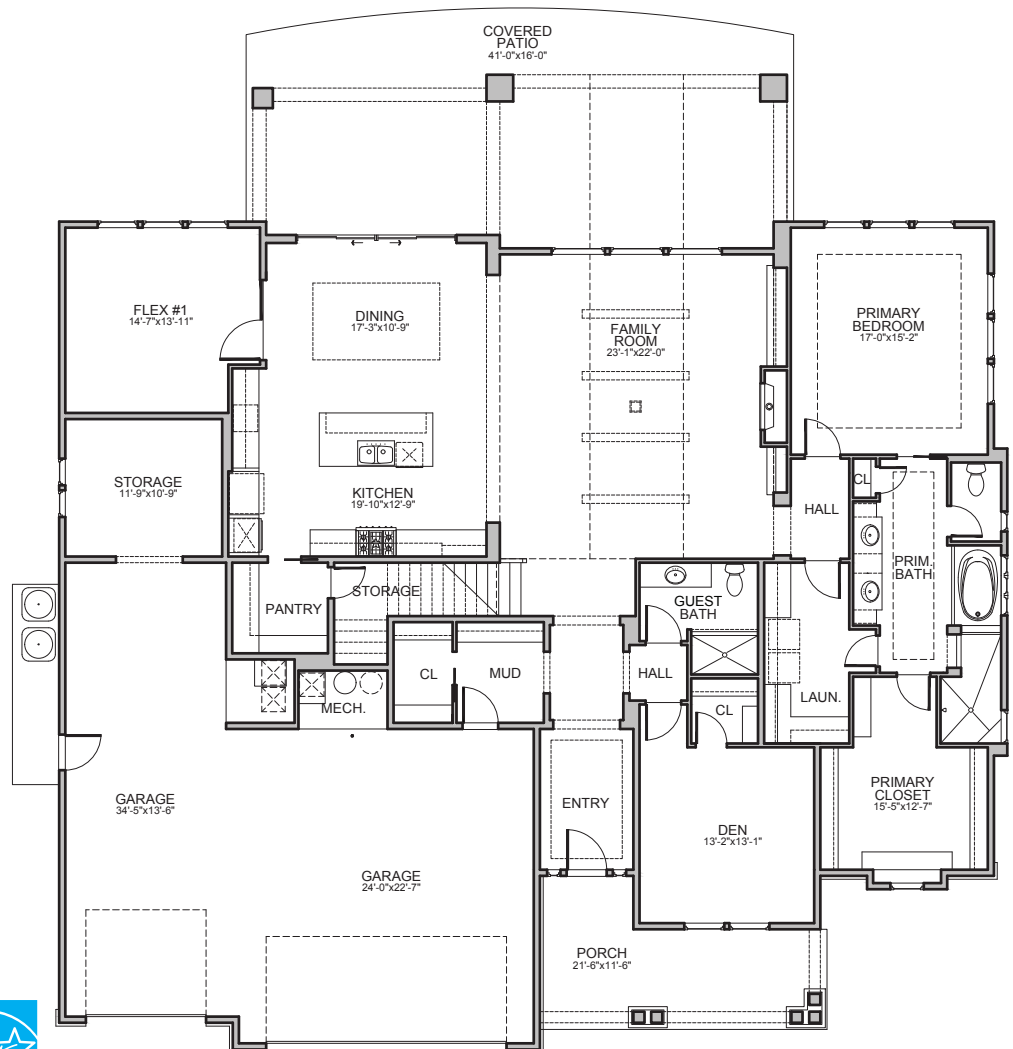 COVERED
PATIO
41'-0"x16'-0"
FLEX #1
14'-7"x13'-11"
DINING
17'-3"x10'-9"
FAMILY
ROOM
23'-1"x22'-0"
PRIMARY
BEDROOM
17'-0"x15'-2"
STORAGE
11'-9"x10'-9"
KITCHEN
19'-10"x12'-9"
CL
HALL
PRIM.
BATH
PANTRY
STORAGE
GUEST
BATH
CL
MUD
HALL
LAUN.
MECH.
CL
GARAGE
34'-5"x13'-6"
ENTRY
DEN
13'-2"x13'-1"
PRIMARY
CLOSET
15'-5"x12'-7"
GARAGE
24'-0"x22'-7"
PORCH
21'-6"x11'-6"